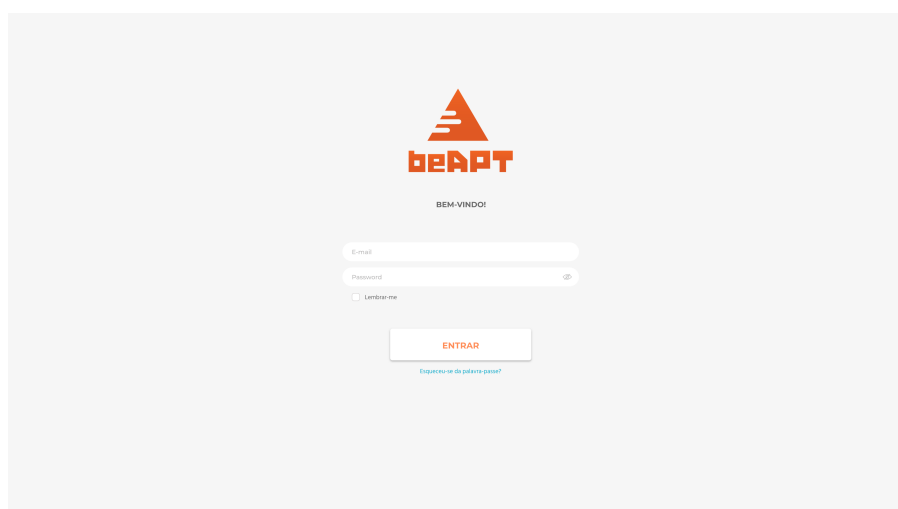 beAPT
BEM-VINDO!
E-mail
Password
Lembrar-me
ENTRAR
Esqueceu-se da palavra-passe?